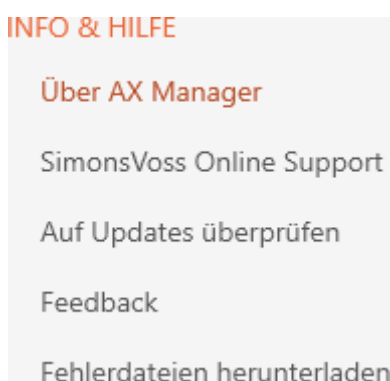 INFO & HILFE
Über AX Manager
SimonsVoss Online Support
Auf Updates überprüfen
Feedback
Fehlerdateien herunterladen